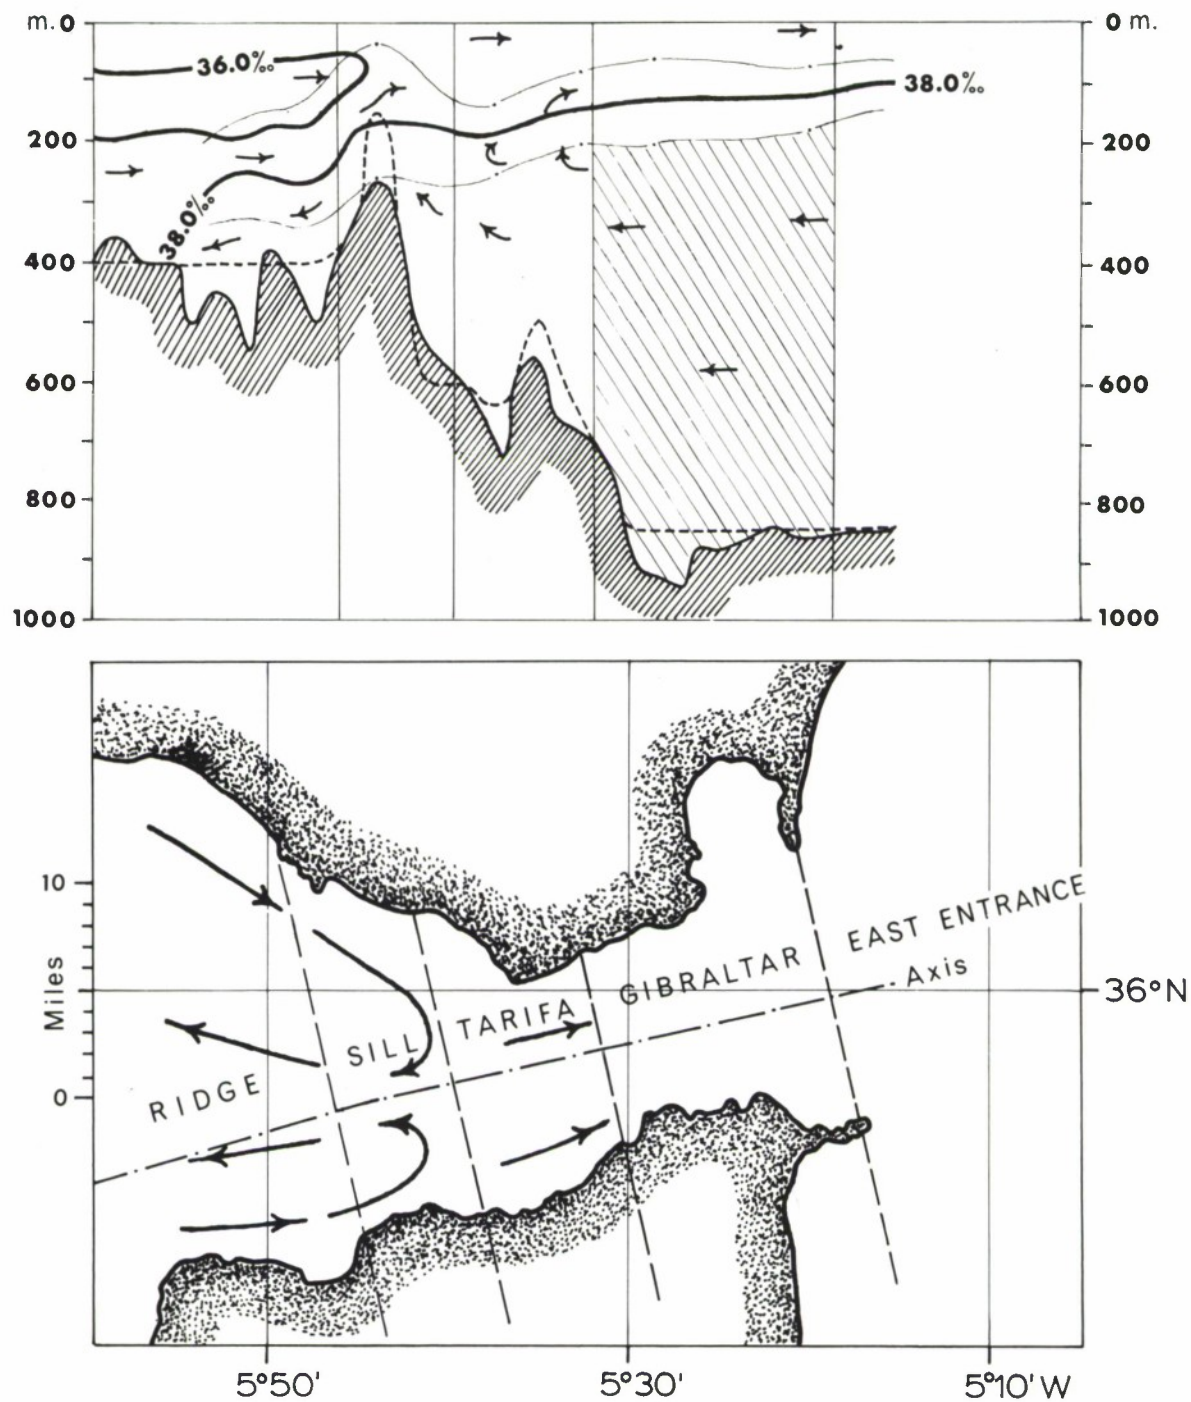 m. 0
0 m.
36.0‰
38.0‰
200
200
38.0‰
400
400
600
600
800
800
1000
1000
10
Miles
0
RIDGE
SILL
TARIFA
GIBRALTAR
EAST ENTRANCE
Axis
36°N
5°50'
5°30'
5°10'W